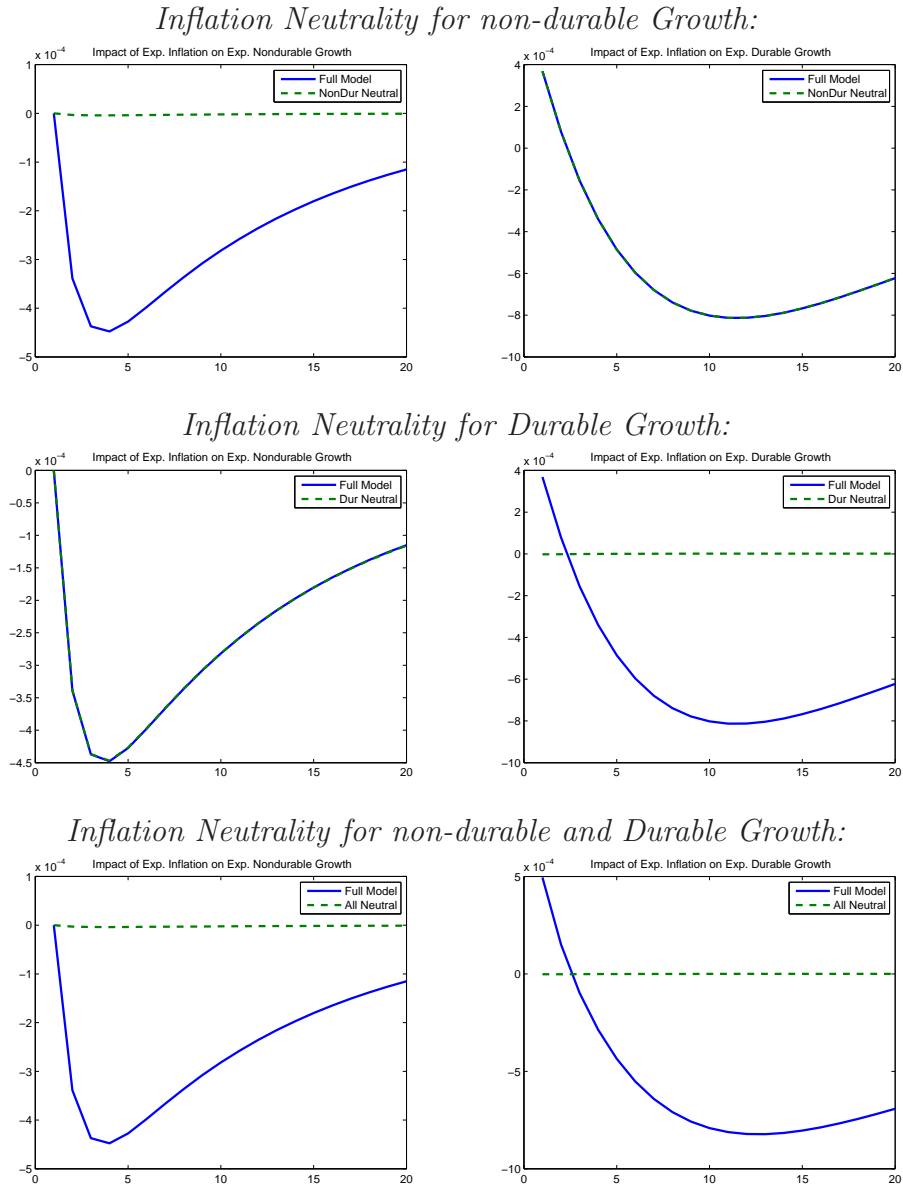 Inflation Neutrality for non-durable Growth:
x 10⁻⁴ Impact of Exp. Inflation on Exp. Nondurable Growth
1
0
−1
−2
−3
−4
−5
0 5 10 15 20
Full Model
NonDur Neutral
x 10⁻⁴ Impact of Exp. Inflation on Exp. Durable Growth
4
2
0
−2
−4
−6
−8
−10
0 5 10 15 20
Full Model
NonDur Neutral
Inflation Neutrality for Durable Growth:
x 10⁻⁴ Impact of Exp. Inflation on Exp. Nondurable Growth
0
−0.5
−1
−1.5
−2
−2.5
−3
−3.5
−4
−4.5
0 5 10 15 20
Full Model
Dur Neutral
x 10⁻⁴ Impact of Exp. Inflation on Exp. Durable Growth
4
2
0
−2
−4
−6
−8
−10
0 5 10 15 20
Full Model
Dur Neutral
Inflation Neutrality for non-durable and Durable Growth:
x 10⁻⁴ Impact of Exp. Inflation on Exp. Nondurable Growth
1
0
−1
−2
−3
−4
−5
0 5 10 15 20
Full Model
All Neutral
x 10⁻⁴ Impact of Exp. Inflation on Exp. Durable Growth
5
0
−5
−10
0 5 10 15 20
Full Model
All Neutral